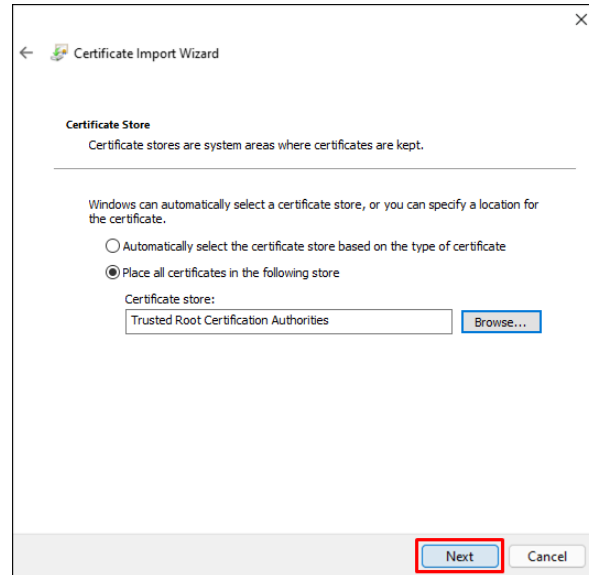 Certificate Import Wizard
Certificate Store
Certificate stores are system areas where certificates are kept.
Windows can automatically select a certificate store, or you can specify a location for
the certificate.
Automatically select the certificate store based on the type of certificate
Place all certificates in the following store
Certificate store:
Trusted Root Certification Authorities
Browse...
Next
Cancel